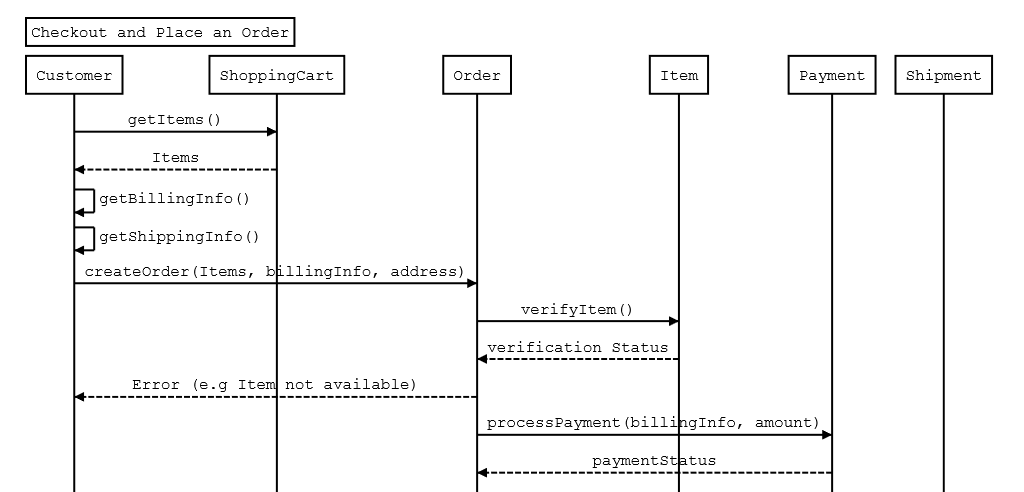 Checkout and Place an Order
Customer
ShoppingCart
Order
Item
Payment
Shipment
getItems()
Items
getBillingInfo()
getShippingInfo()
createOrder(Items, billingInfo, address)
verifyItem()
verification Status
Error (e.g Item not available)
processPayment(billingInfo, amount)
paymentStatus